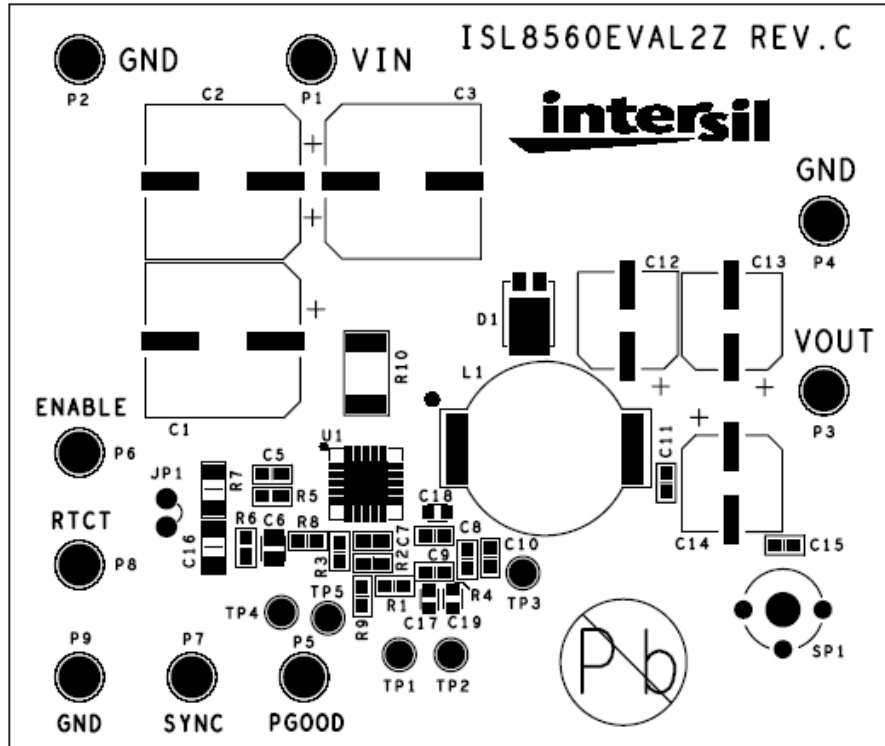 ISL8560EVAL2Z REV.C
GND
VIN
P2
C2
P1
C3
intersil
GND
P4
C12
C13
D1
VOUT
R10
L1
P3
ENABLE
C1
U1
P6
JP1
R7
C5
C11
RTCT
R5
C18
R6
C6
R8
C7
C8
C10
C14
C15
P8
C16
R3
R2
C9
TP4
TP5
R9
R1
R4
TP3
C17
C19
Pb
SP1
P9
P7
P5
TP1
TP2
GND
SYNC
PGOOD